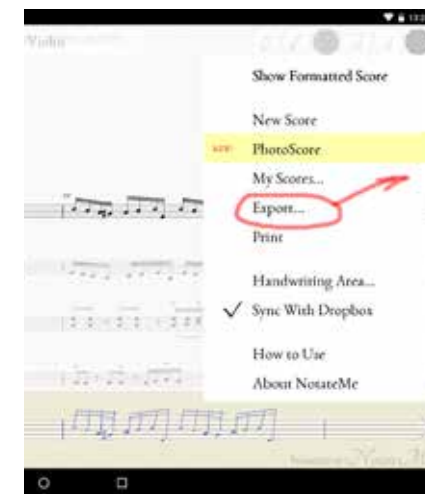 Violin
Show Formatted Score
New Score
PhotoScore
My Scores...
Export...
Print
Handwriting Area...
Sync With Dropbox
How to Use
About NotateMe